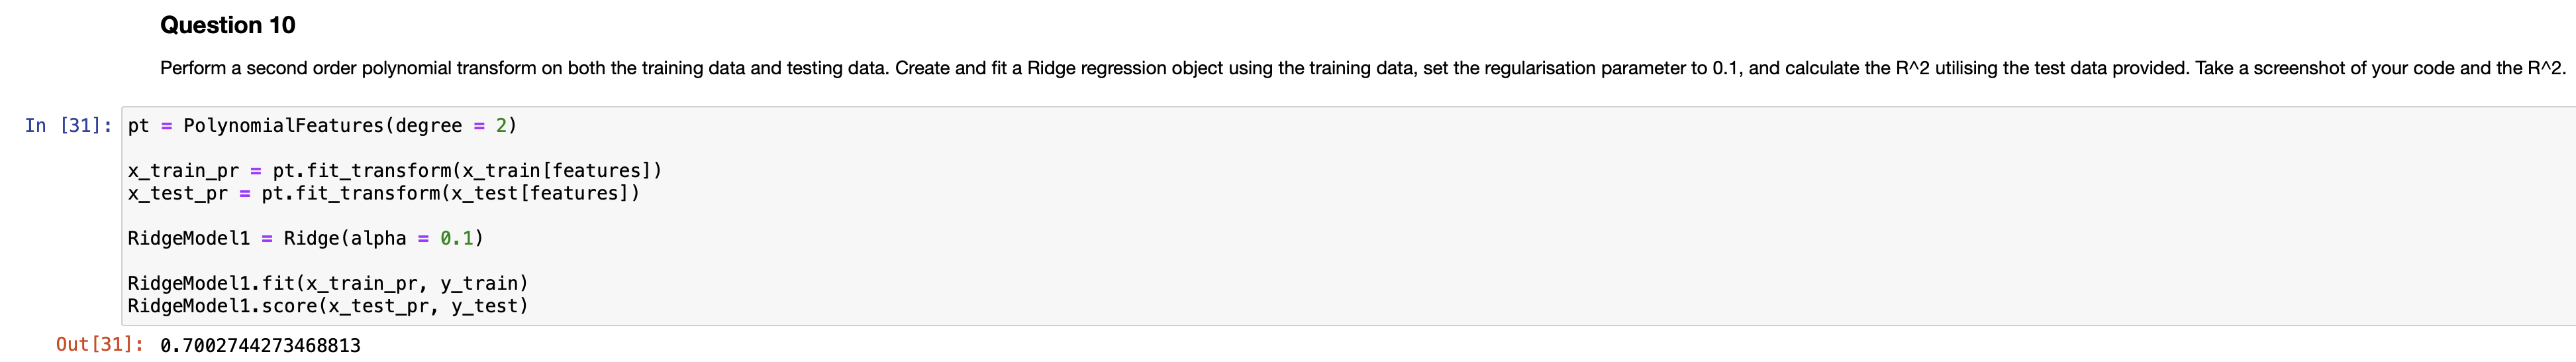 Question 10
Perform a second order polynomial transform on both the training data and testing data. Create and fit a Ridge regression object using the training data, set the regularisation parameter to 0.1, and calculate the R^2 utilising the test data provided. Take a screenshot of your code and the R^2.
In [31]: pt = PolynomialFeatures(degree = 2)
x_train_pr = pt.fit_transform(x_train[features])
x_test_pr = pt.fit_transform(x_test[features])
RidgeModel1 = Ridge(alpha = 0.1)
RidgeModel1.fit(x_train_pr, y_train)
RidgeModel1.score(x_test_pr, y_test)
Out[31]: 0.7002744273468813